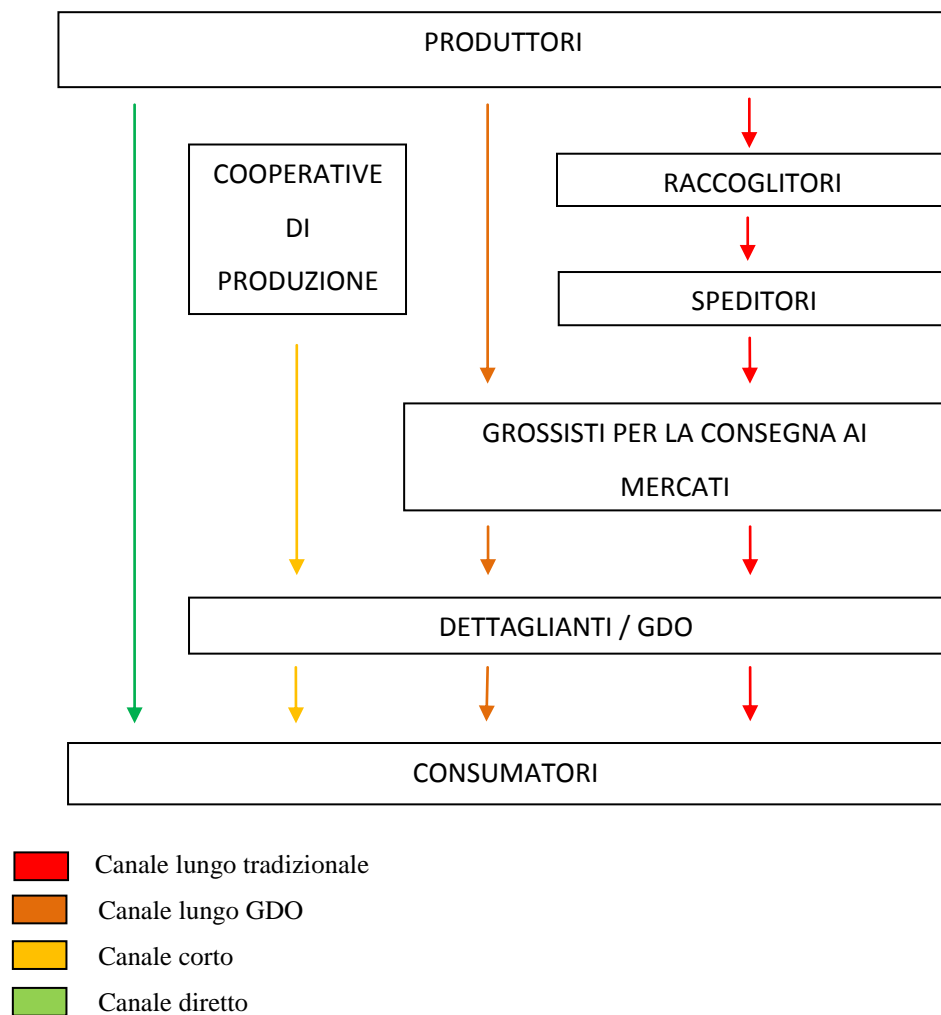 PRODUTTORI
COOPERATIVE
DI
PRODUZIONE
RACCOGLITORI
SPEDITORI
GROSSISTI PER LA CONSEGNA AI
MERCATI
DETTAGLIANTI / GDO
CONSUMATORI
Canale lungo tradizionale
Canale lungo GDO
Canale corto
Canale diretto